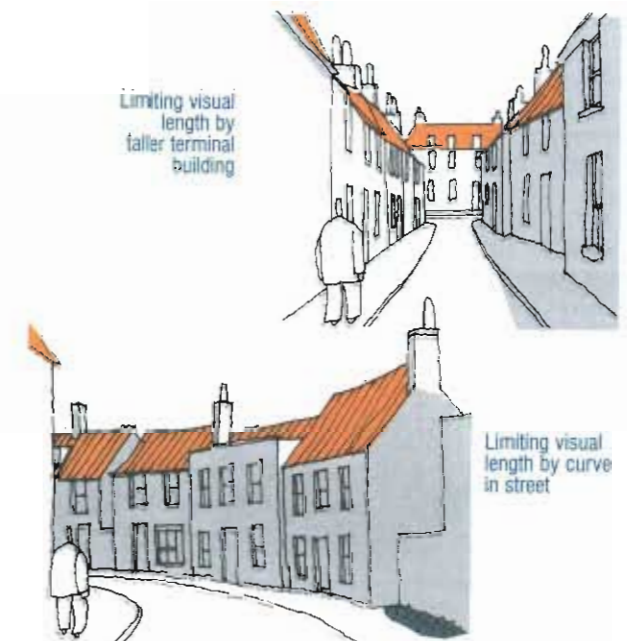 Limiting visual
length by
taller terminal
building
Limiting visual
length by curve
in street